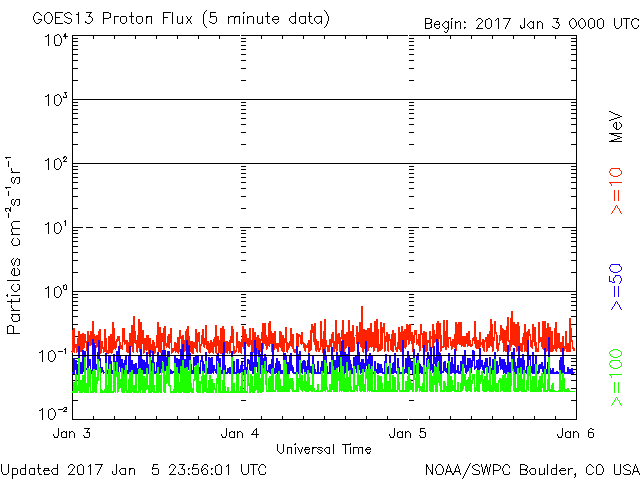 GOES13 Proton Flux (5 minute data)
Begin: 2017 Jan 3 0000 UTC
Particles cm⁻²s⁻¹sr⁻¹
10⁴
10³
10²
10¹
10⁰
10⁻¹
10⁻²
Jan 3
Jan 4
Jan 5
Jan 6
Universal Time
MeV
>=10
>=50
>=100
Updated 2017 Jan 5 23:56:01 UTC
NOAA/SWPC Boulder, CO USA